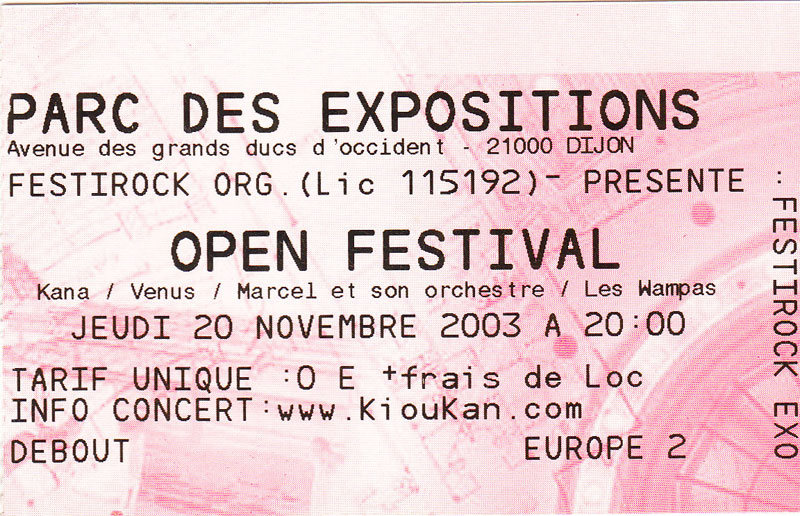 PARC DES EXPOSITIONS
Avenue des grands ducs d'occident - 21000 DIJON
FESTIROCK ORG.(Lic 115192)- PRESENTE
OPEN FESTIVAL
Kana / Venus / Marcel et son orchestre / Les Wampas
JEUDI 20 NOVEMBRE 2003 A 20:00
TARIF UNIQUE :0 E +frais de Loc
INFO CONCERT:www.KiouKan.com
DEBOUT EUROPE 2
: FESTIROCK EXO